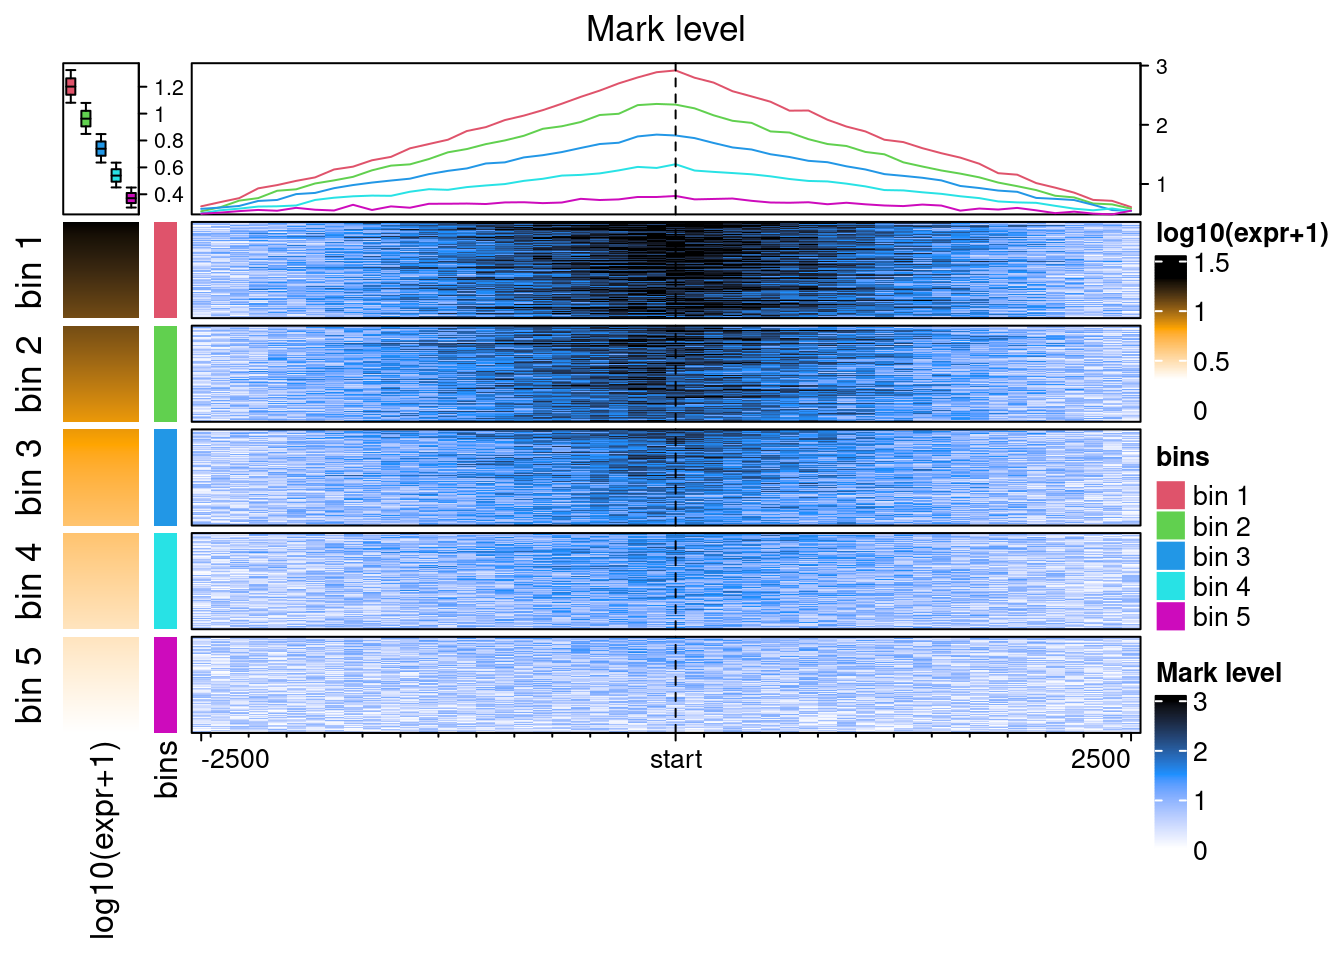 Mark level
1.2
1
0.8
0.6
0.4
3
2
1
bin 1
bin 2
bin 3
bin 4
bin 5
log10(expr+1)
bins
-2500
start
2500
log10(expr+1)
1.5
1
0.5
0
bins
bin 1
bin 2
bin 3
bin 4
bin 5
Mark level
3
2
1
0